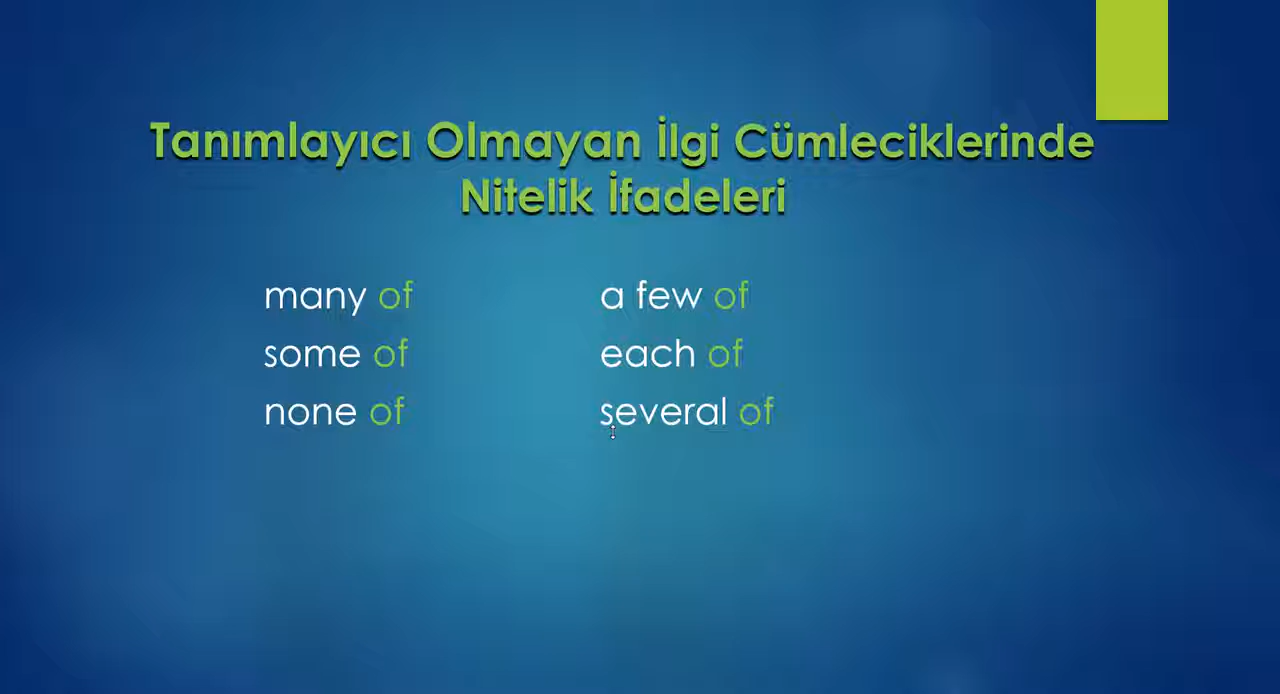 Tanımlayıcı Olmayan İlgi Cümleciklerinde
Nitelik İfadeleri
many of
some of
none of
a few of
each of
several of